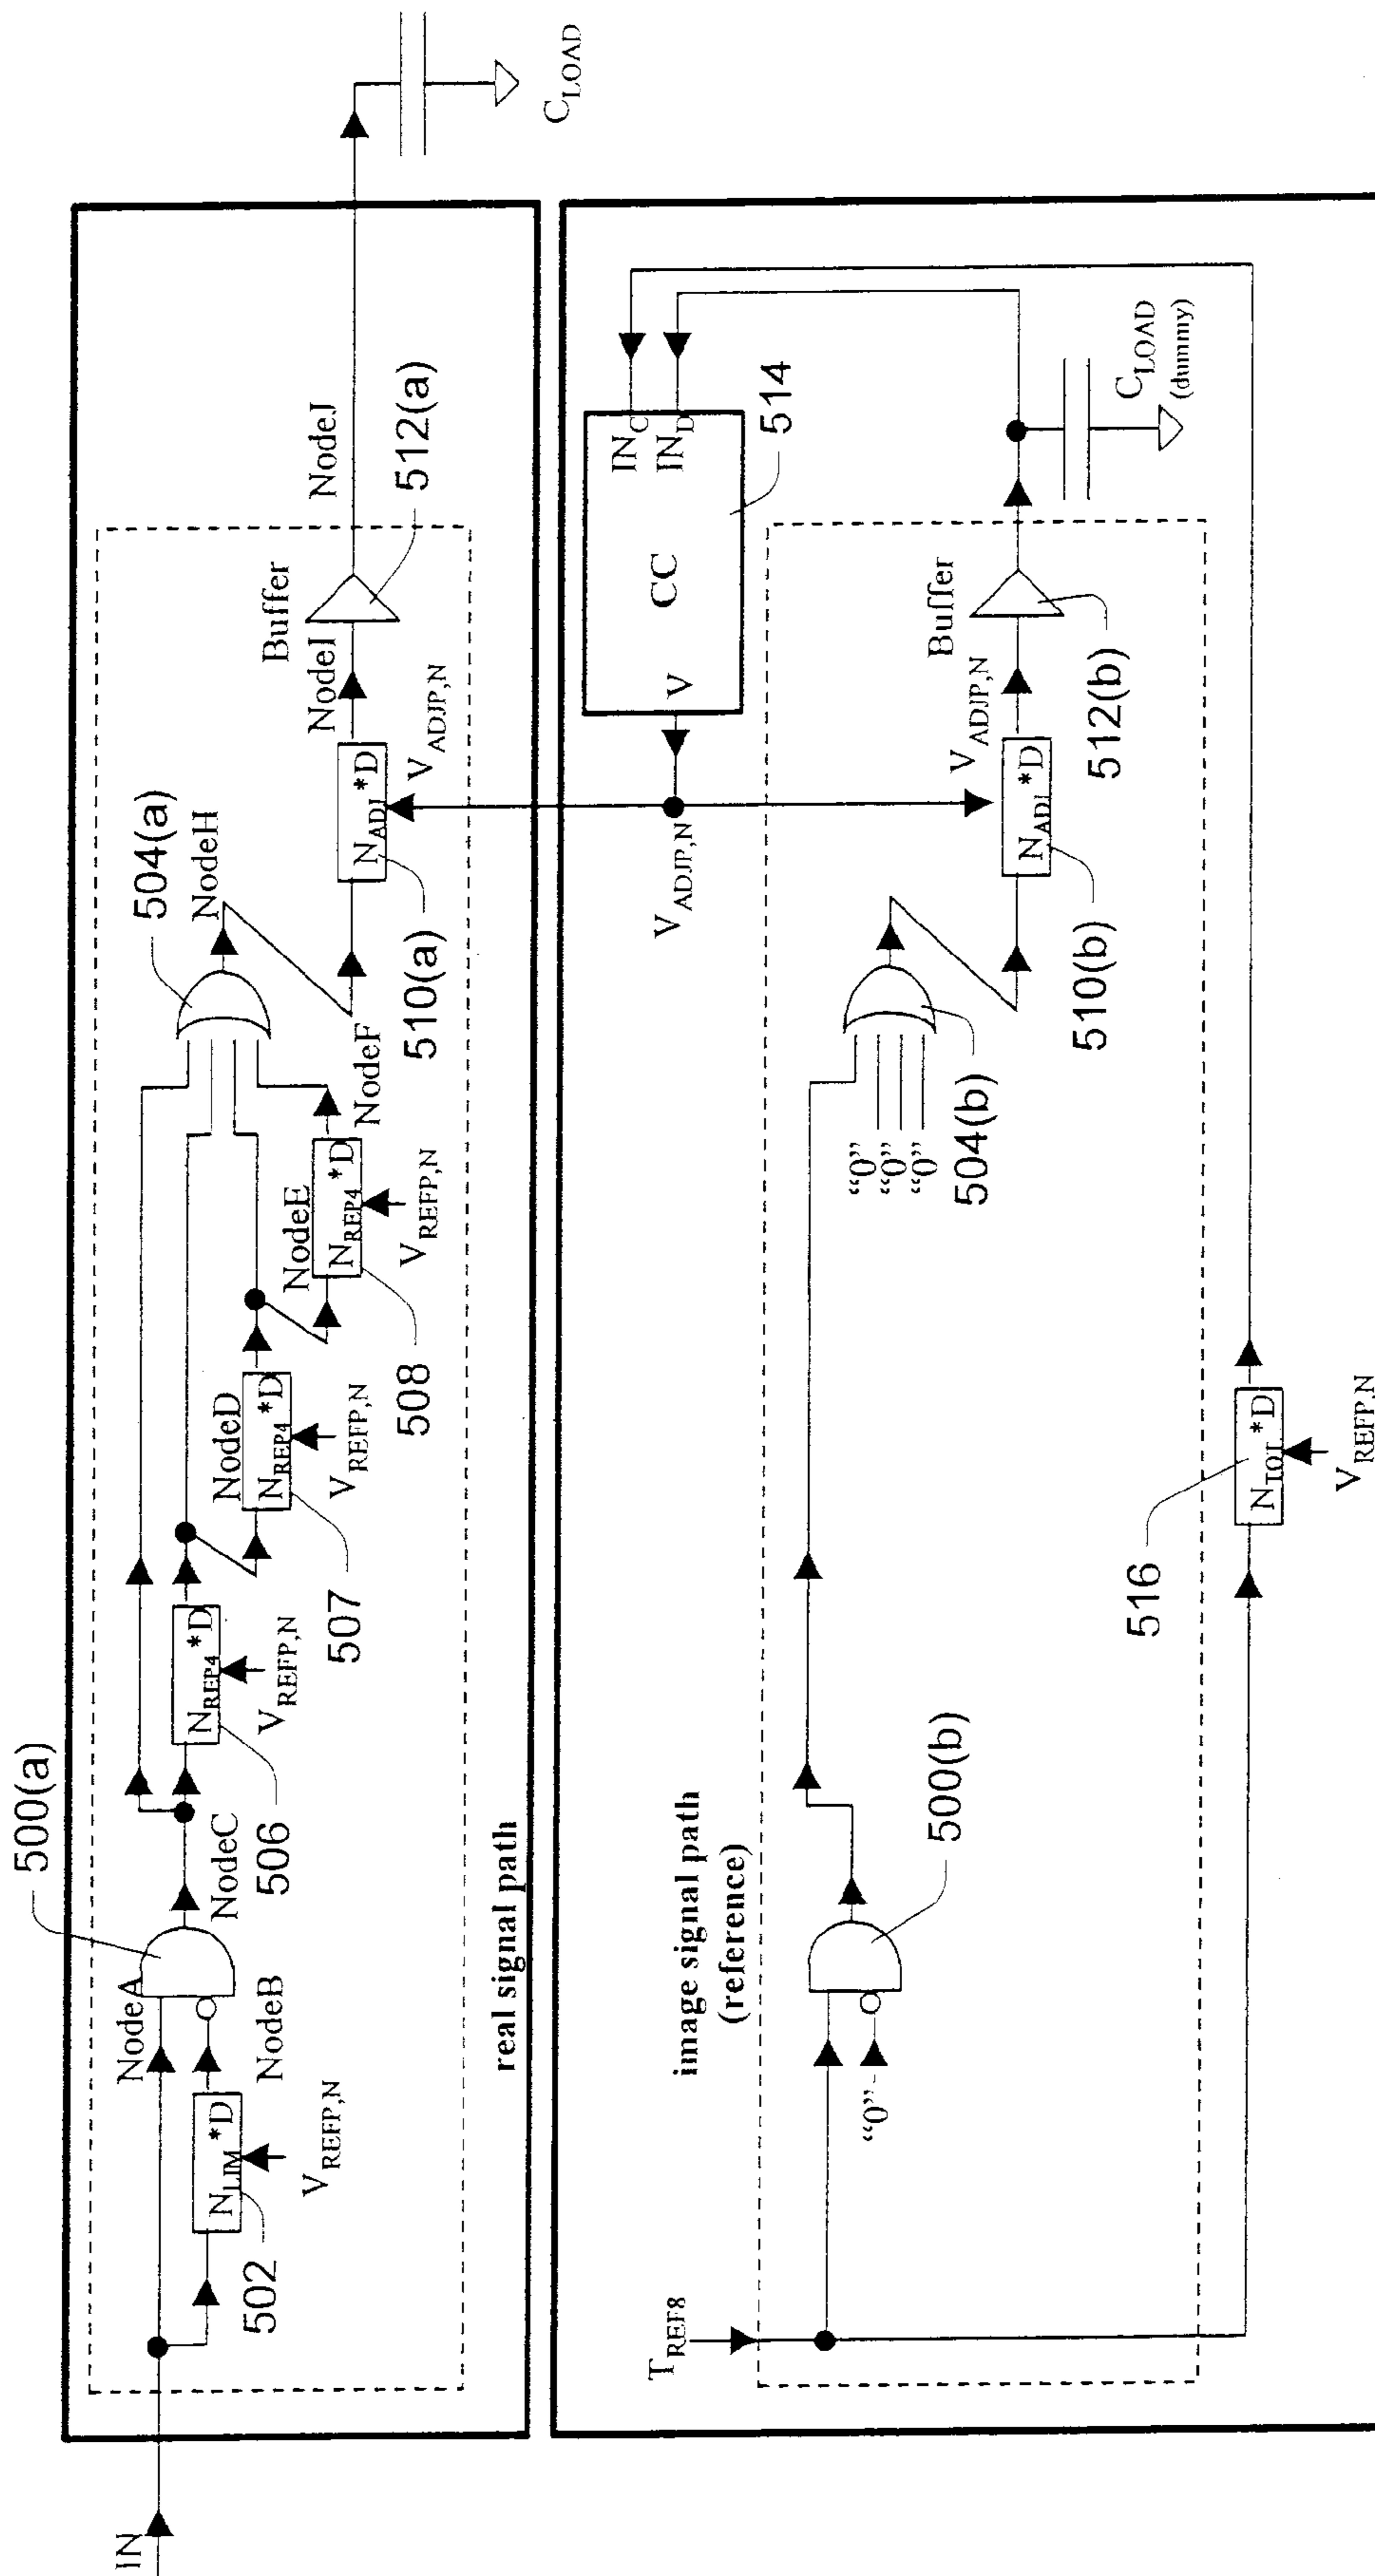 IN
500(a)
NodeA
N_LIM*D
502
V_REFP,N
NodeB
NodeC
N_REP4*D
506
V_REFP,N
NodeD
N_REP4*D
507
V_REFP,N
NodeE
N_REP4*D
508
V_REFP,N
NodeF
504(a)
NodeH
N_ADJ*D
510(a)
V_ADJP,N
NodeI
Buffer
512(a)
NodeJ
C_LOAD
real signal path
image signal path
(reference)
T_REF8
"0"
500(b)
"0"
"0"
"0"
504(b)
V_ADJP,N
N_ADJ*D
510(b)
V_ADJP,N
Buffer
512(b)
V
CC
IN_C
IN_D
514
C_LOAD
(dummy)
516
N_TOT*D
V_REFP,N